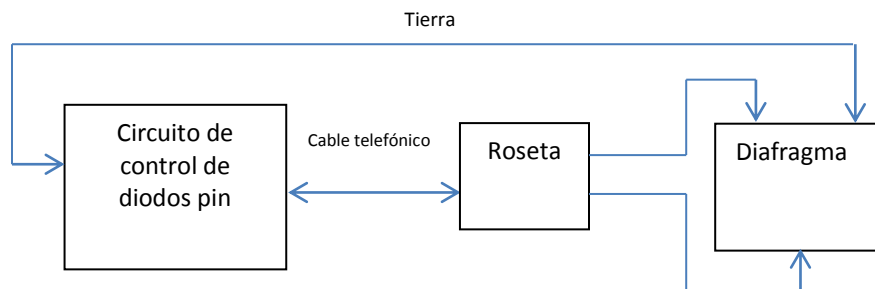 Tierra
Circuito de
control de
diodos pin
Cable telefónico
Roseta
Diafragma